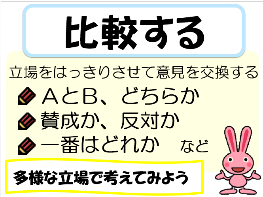 比較する
立場をはっきりさせて意見を交換する
AとB、どちらか
賛成か、反対か
一番はどれか　など
多様な立場で考えてみよう